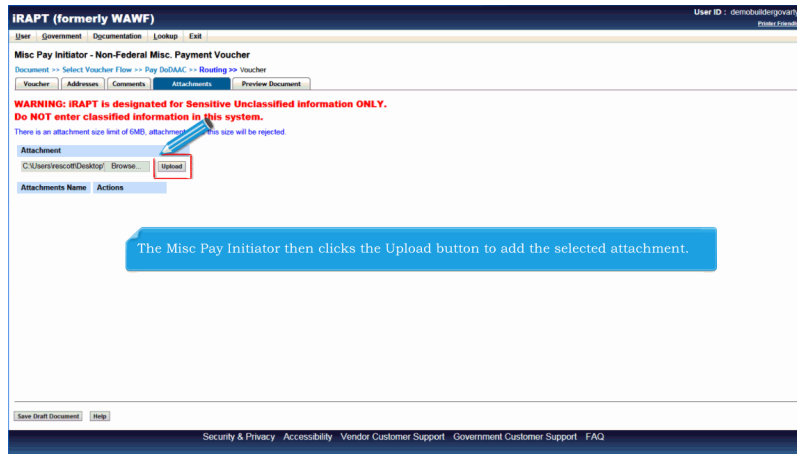 iRAPT (formerly WAWF)
User ID : demobuildergovarty
Printer Friendly
User Government Documentation Lookup Exit
Misc Pay Initiator - Non-Federal Misc. Payment Voucher
Document >> Select Voucher Flow >> Pay DoDAAC >> Routing >> Voucher
Voucher Addresses Comments Attachments Preview Document
WARNING: iRAPT is designated for Sensitive Unclassified information ONLY.
Do NOT enter classified information in this system.
There is an attachment size limit of 6MB, attachments this size will be rejected.
Attachment
C:\Users\rescott\Desktop\ Browse... Upload
Attachments Name Actions
The Misc Pay Initiator then clicks the Upload button to add the selected attachment.
Save Draft Document Help
Security & Privacy Accessibility Vendor Customer Support Government Customer Support FAQ